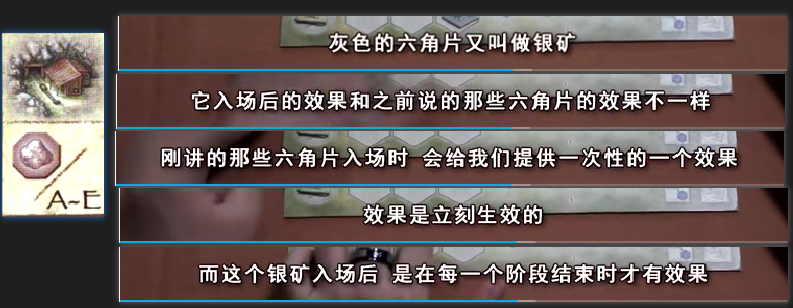 灰色的六角片又叫做银矿
它入场后的效果和之前说的那些六角片的效果不一样
刚讲的那些六角片入场时 会给我们提供一次性的一个效果
A~E
效果是立刻生效的
而这个银矿入场后 是在每一个阶段结束时才有效果